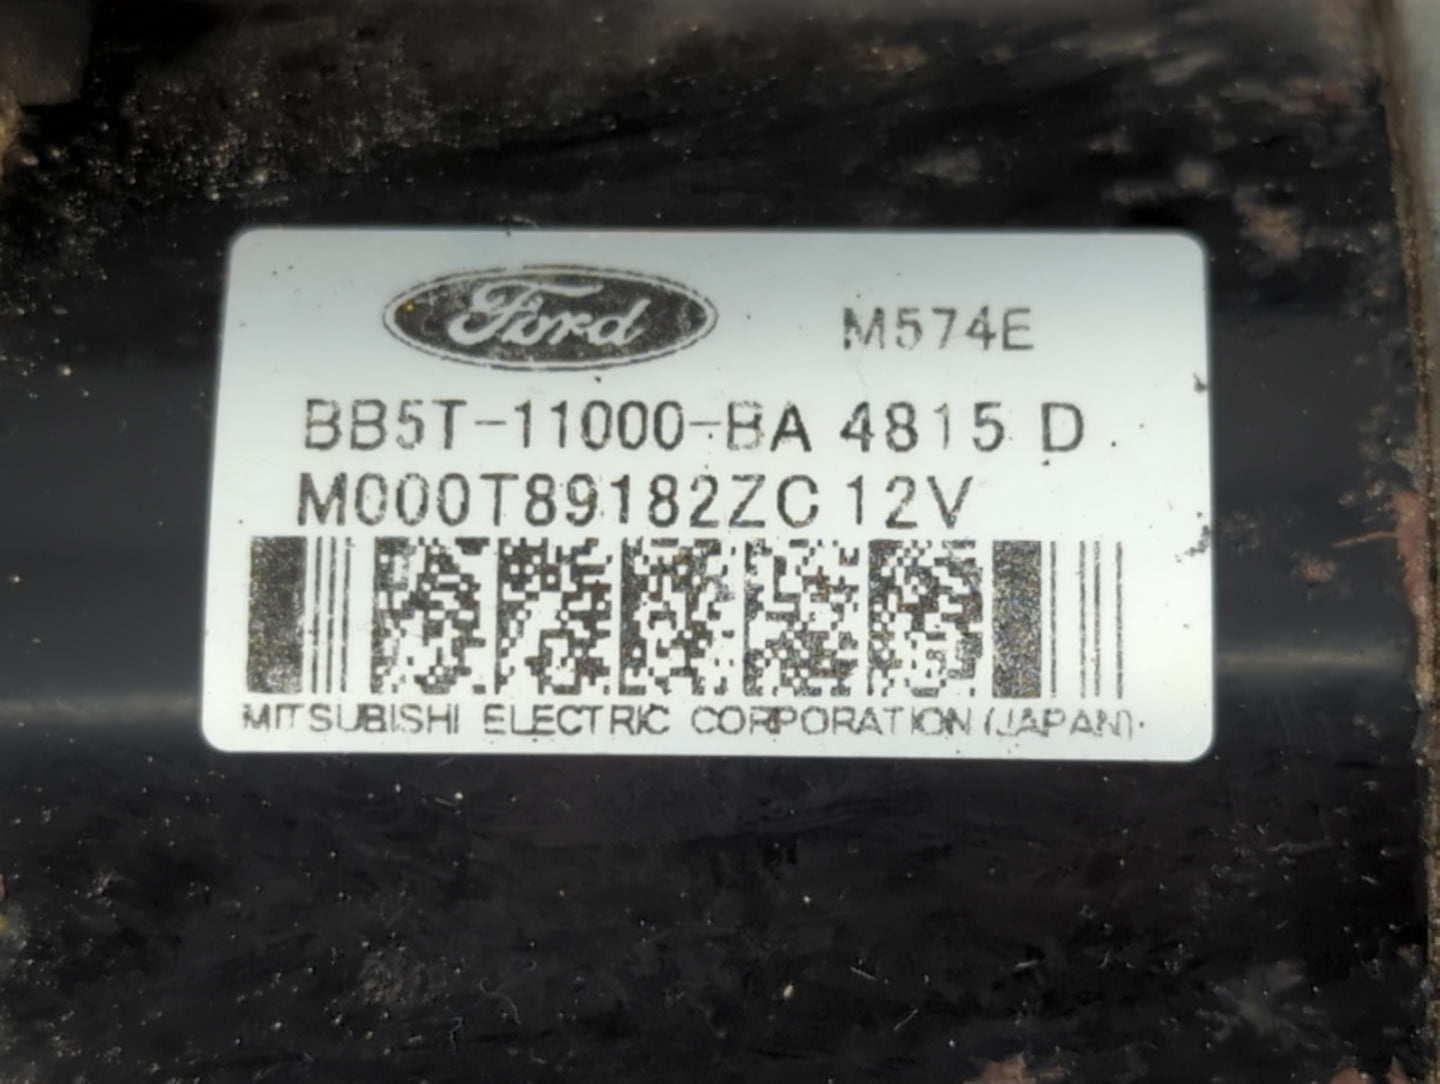 Ford M574E
BB5T-11000-BA 4815 D
M000T89182ZC 12V
MITSUBISHI ELECTRIC CORPORATION (JAPAN)